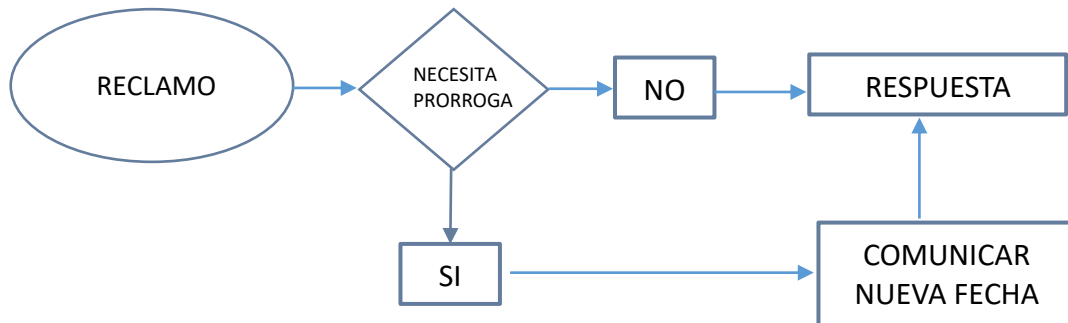 RECLAMO
NECESITA
PRORROGA
NO
RESPUESTA
SI
COMUNICAR
NUEVA FECHA